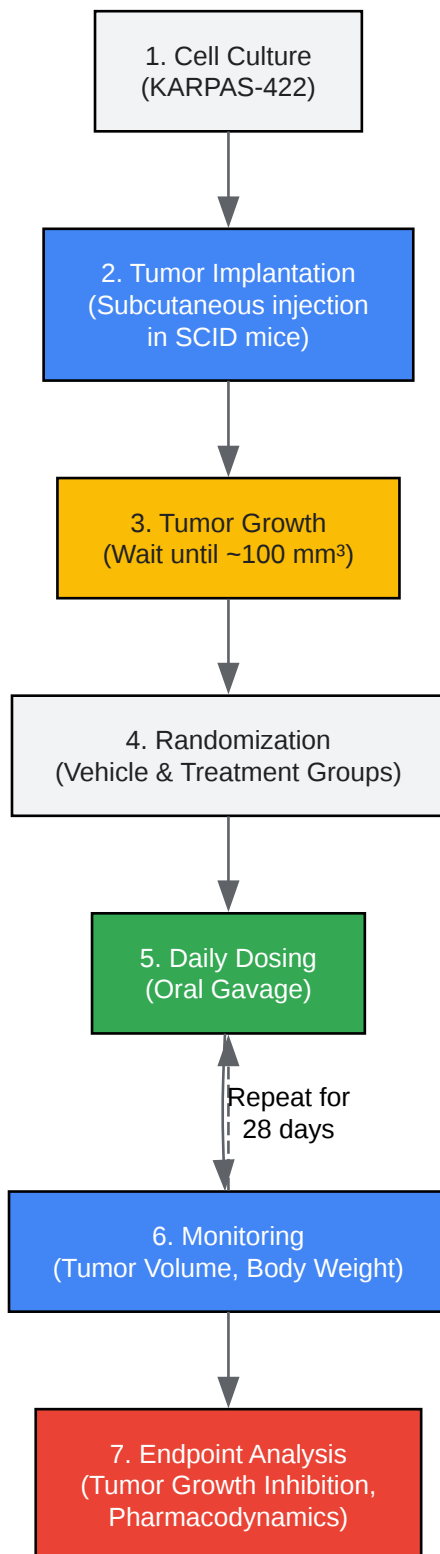 1. Cell Culture
(KARPAS-422)
2. Tumor Implantation
(Subcutaneous injection
in SCID mice)
3. Tumor Growth
(Wait until ~100 mm³)
4. Randomization
(Vehicle & Treatment Groups)
5. Daily Dosing
(Oral Gavage)
Repeat for
28 days
6. Monitoring
(Tumor Volume, Body Weight)
7. Endpoint Analysis
(Tumor Growth Inhibition,
Pharmacodynamics)